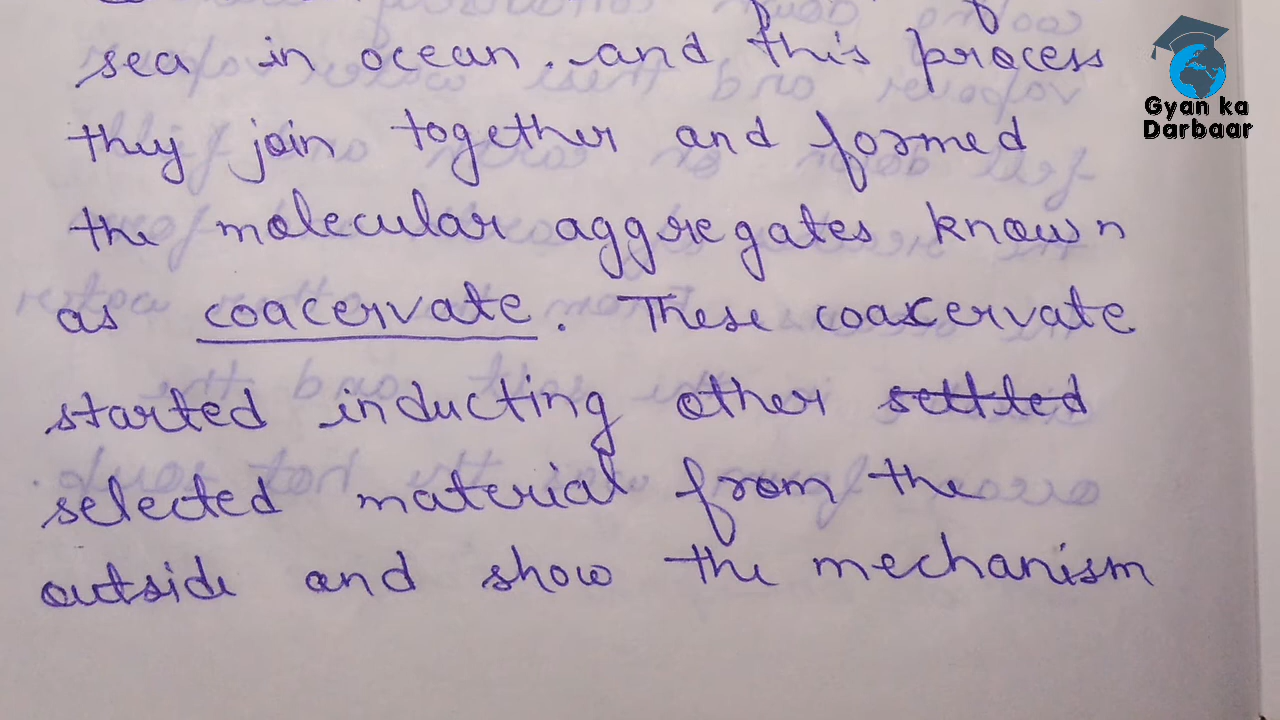 sea in ocean. and this process
they join together and formed
the molecular aggregates known
as coacervate. These coacervate
started inducting other settled
selected material from the
outside and show the mechanism
Gyan ka
Darbaar